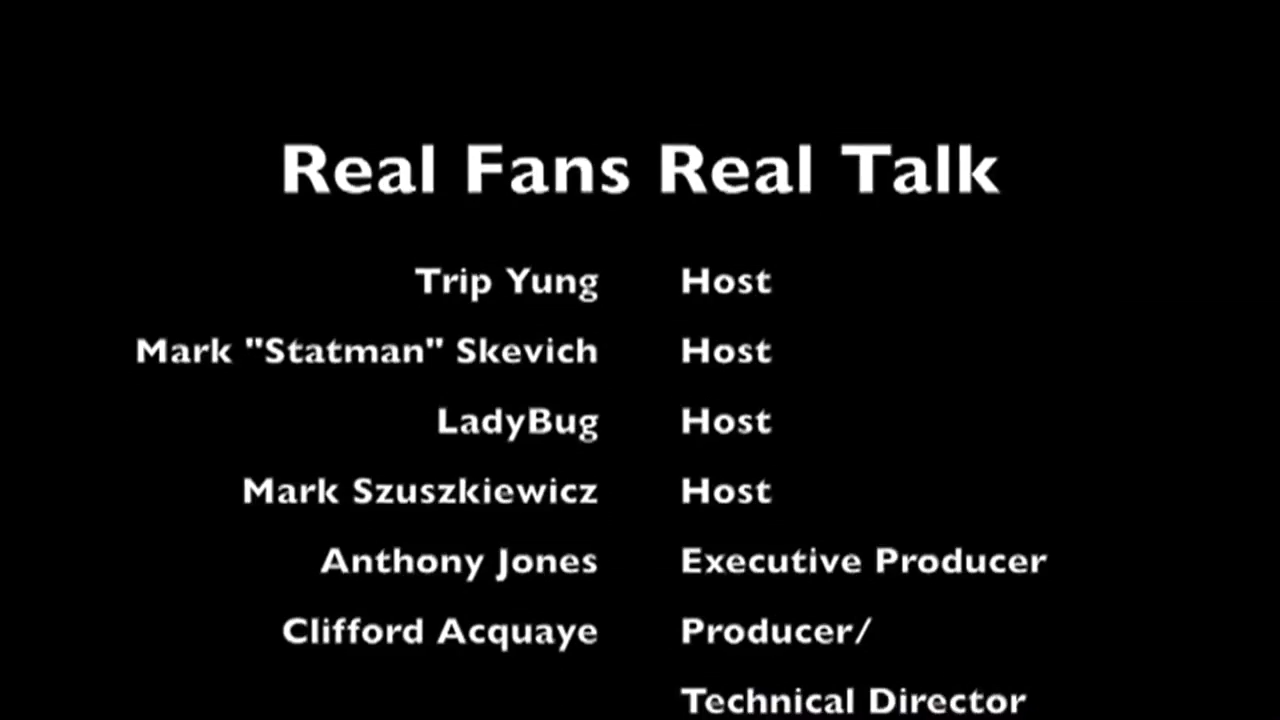 Real Fans Real Talk
Trip Yung Host
Mark "Statman" Skevich Host
LadyBug Host
Mark Szuszkiewicz Host
Anthony Jones Executive Producer
Clifford Acquaye Producer/
Technical Director